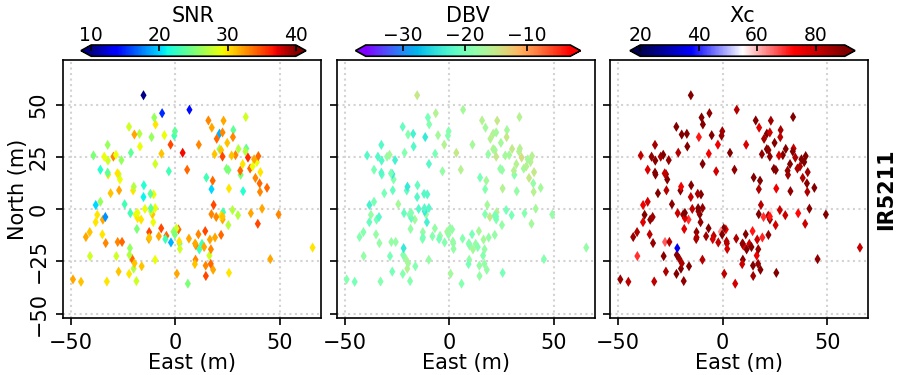 SNR DBV Xc
10 20 30 40 −30 −20 −10 20 40 60 80
50
25
0
−25
−50
North (m)
−50 0 50 −50 0 50 −50 0 50
East (m) East (m) East (m)
IR5211